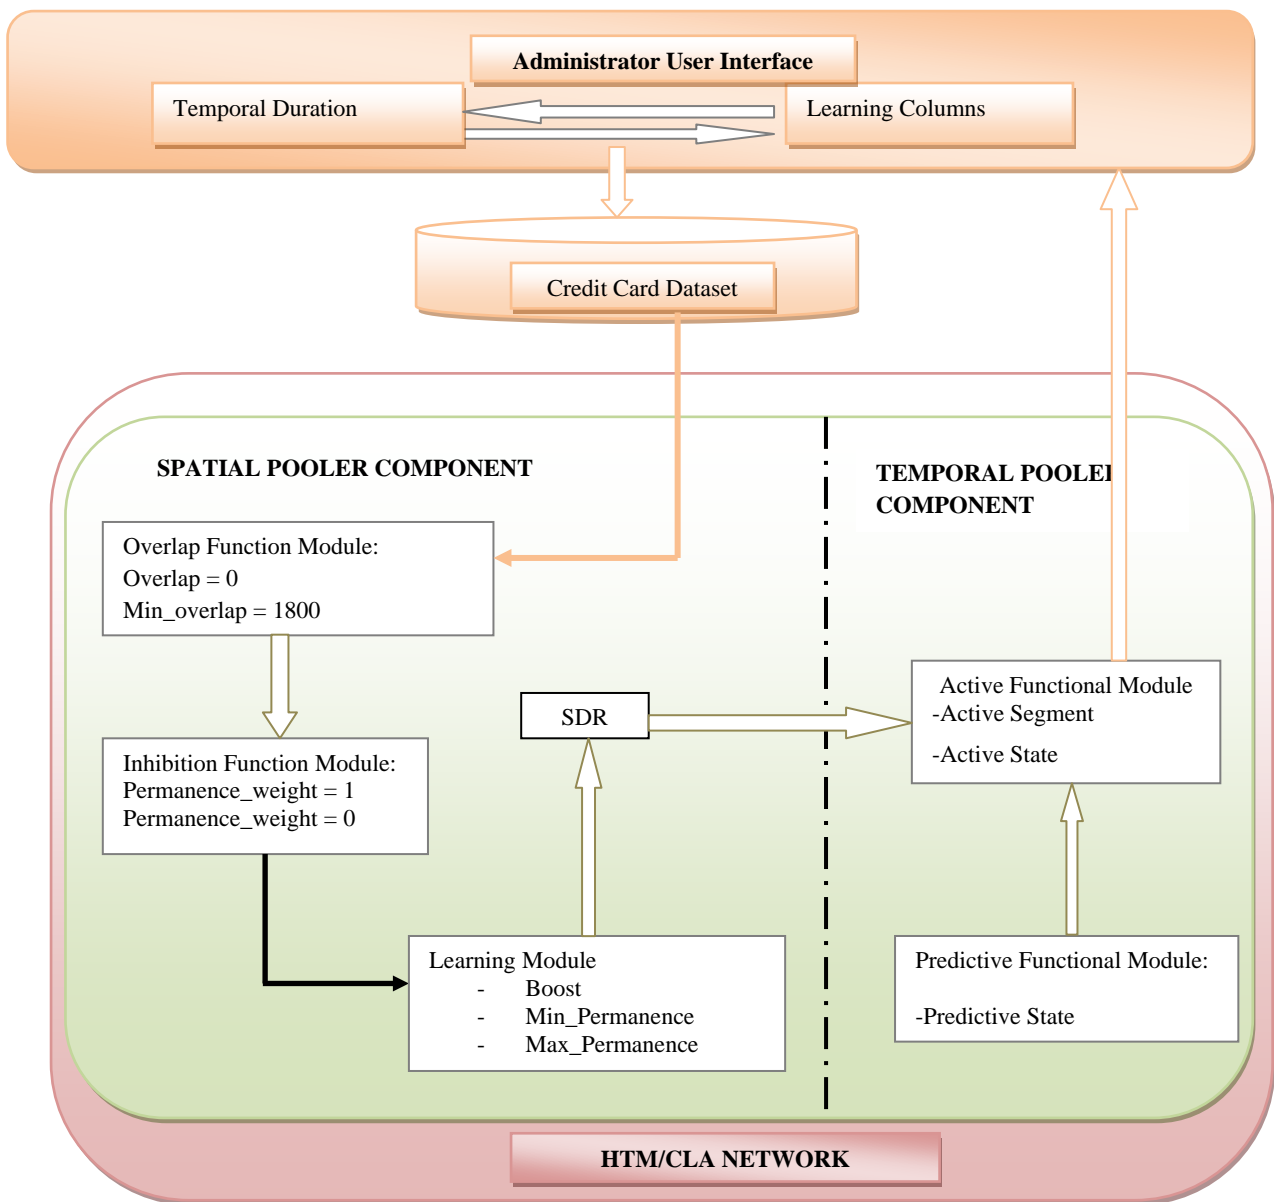 Administrator User Interface
Temporal Duration
Learning Columns
Credit Card Dataset
SPATIAL POOLER COMPONENT
TEMPORAL POOLER
COMPONENT
Overlap Function Module:
Overlap = 0
Min_overlap = 1800
SDR
Active Functional Module
-Active Segment
-Active State
Inhibition Function Module:
Permanence_weight = 1
Permanence_weight = 0
Learning Module
- Boost
- Min_Permanence
- Max_Permanence
Predictive Functional Module:
-Predictive State
HTM/CLA NETWORK